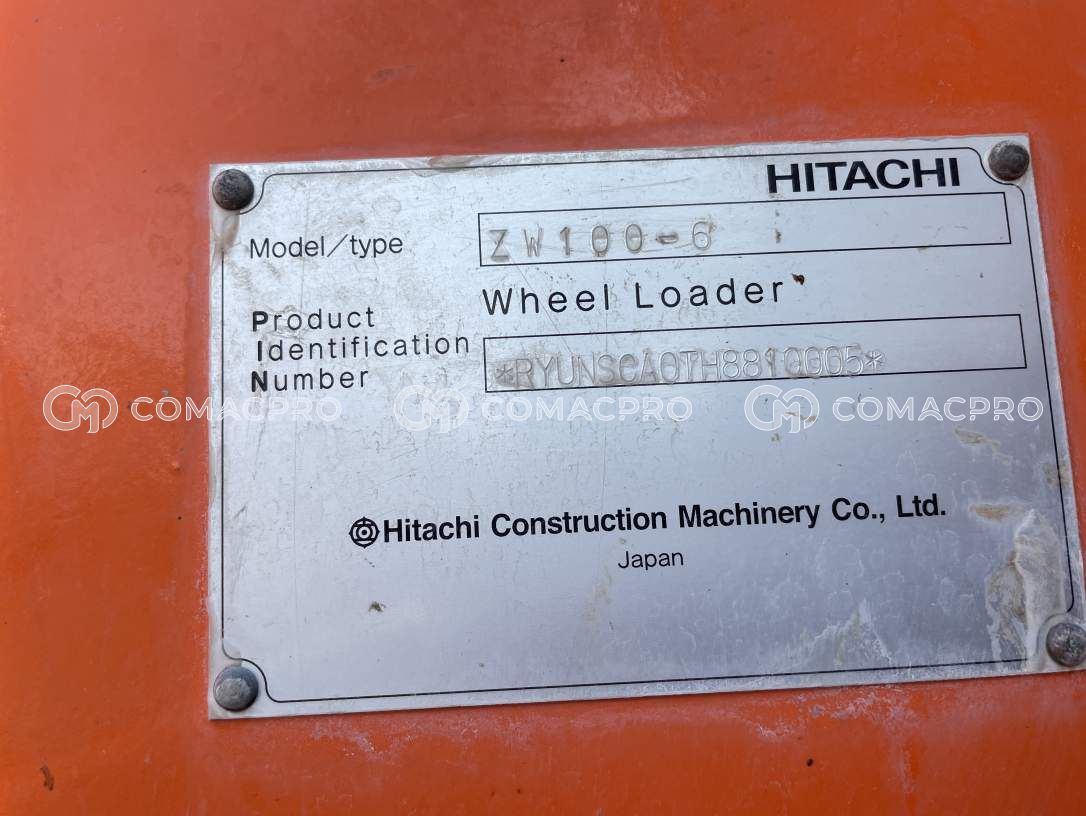 HITACHI
Model/type ZW100-6
Wheel Loader
Product
Identification
Number *RYUNSCA0TH8810005*
COMACPRO COMACPRO COMACPRO
Hitachi Construction Machinery Co., Ltd.
Japan